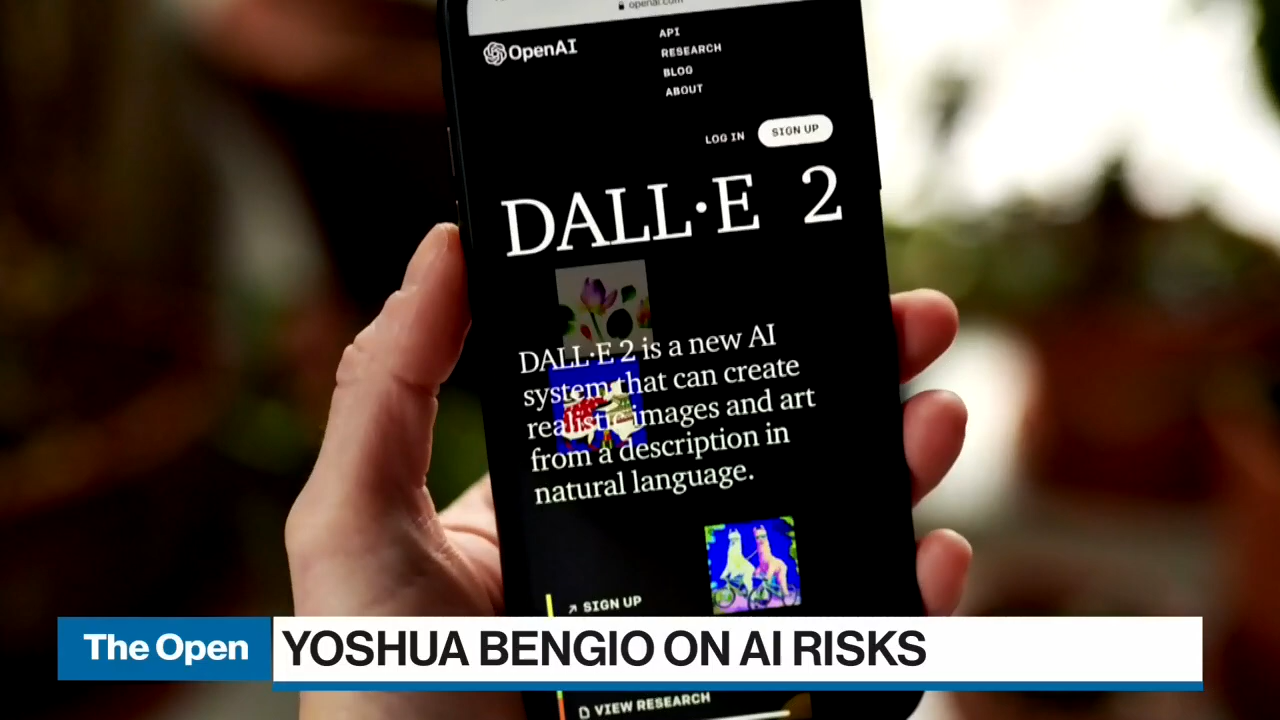 openai.com
OpenAI
API
RESEARCH
BLOG
ABOUT
LOG IN
SIGN UP
DALL·E 2
DALL·E 2 is a new AI
system that can create
realistic images and art
from a description in
natural language.
↗ SIGN UP
VIEW RESEARCH
The Open
YOSHUA BENGIO ON AI RISKS